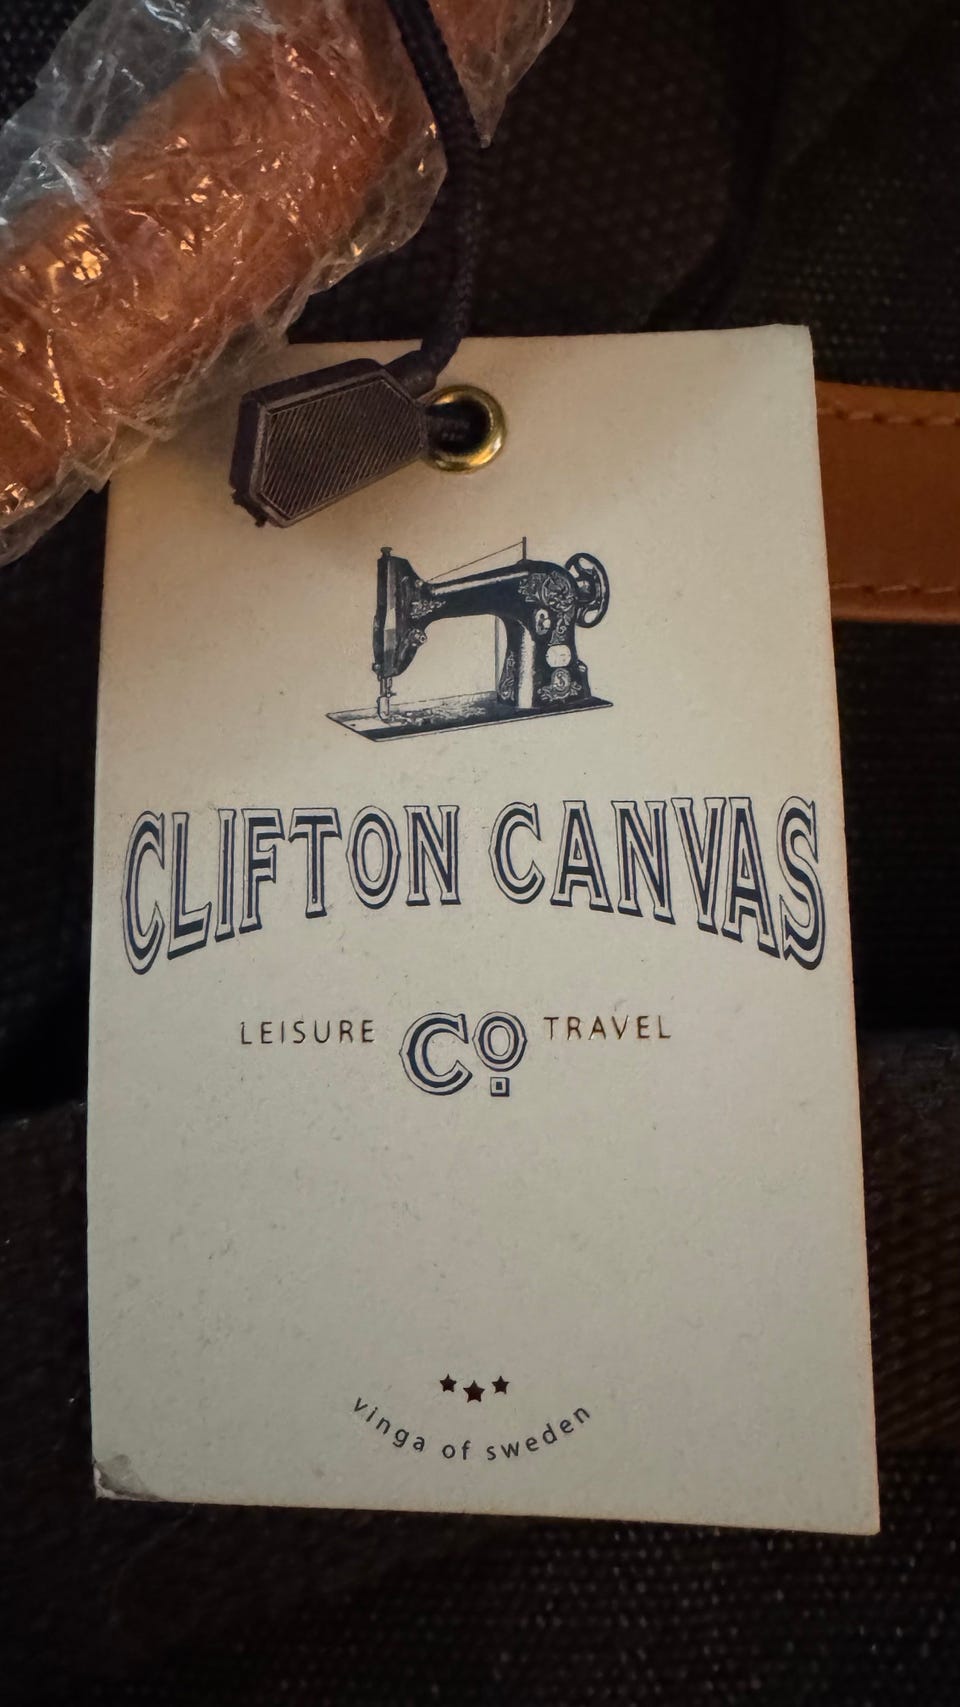 CLIFTON CANVAS
LEISURE Co TRAVEL
vinga of sweden